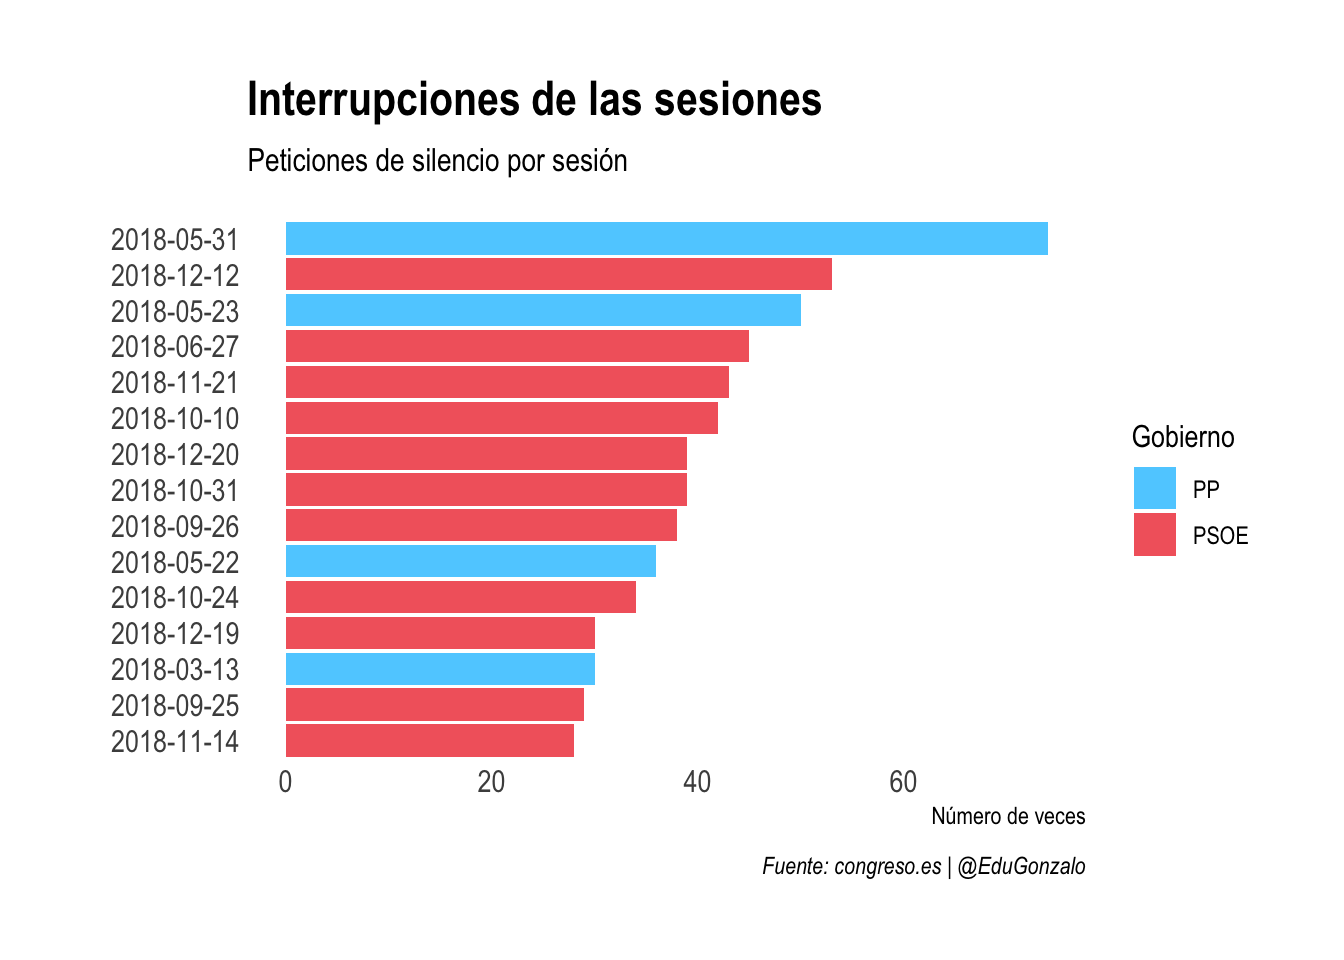 Interrupciones de las sesiones
Peticiones de silencio por sesión
2018-05-31
2018-12-12
2018-05-23
2018-06-27
2018-11-21
2018-10-10
2018-12-20
2018-10-31
2018-09-26
2018-05-22
2018-10-24
2018-12-19
2018-03-13
2018-09-25
2018-11-14
0 20 40 60
Número de veces
Gobierno
PP
PSOE
Fuente: congreso.es | @EduGonzalo